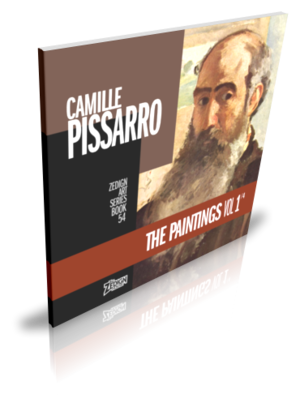 CAMILLE
PISSARRO
ZEDIGN
ART
SERIES
BOOK
54
THE PAINTINGS VOL 1
ZEDIGN